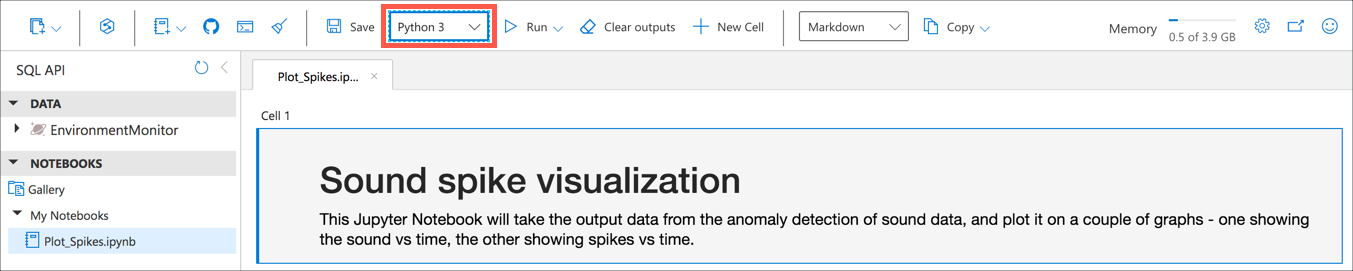 Save
Python 3
Run
Clear outputs
New Cell
Markdown
Copy
Memory
0.5 of 3.9 GB
SQL API
DATA
EnvironmentMonitor
NOTEBOOKS
Gallery
My Notebooks
Plot_Spikes.ipynb
Plot_Spikes.ip...
Cell 1
Sound spike visualization
This Jupyter Notebook will take the output data from the anomaly detection of sound data, and plot it on a couple of graphs - one showing
the sound vs time, the other showing spikes vs time.